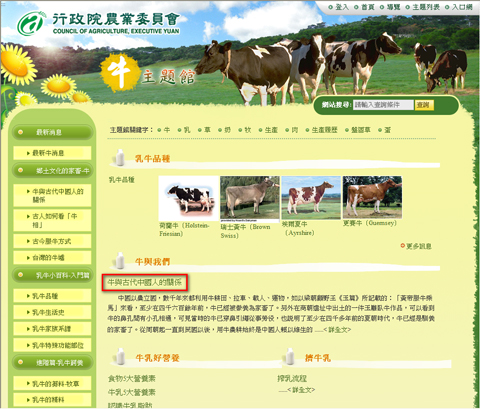 登入 首頁 導覽 主題列表 入口網
行政院農業委員會
COUNCIL OF AGRICULTURE, EXECUTIVE YUAN
牛 主題館
網站搜尋: 請輸入查詢條件 查詢
最新消息
最新牛消息
鄉土文化的家畜-牛
牛與古代中國人的關係
古人如何看「牛相」
古今服牛方式
台灣的牛墟
乳牛小百科-入門篇
乳牛品種
乳牛生活史
乳牛家族系譜
乳牛特殊功能部位
進階篇-乳牛飼養
乳牛的芻料-牧草
乳牛的精料
主題館關鍵字: 牛 乳 草 奶 牧 生產 肉 生產履歷 盤固草 蛋
乳牛品種
乳牛品種
荷蘭牛 (Holstein-Friesian)
瑞士黃牛 (Brown Swiss)
埃爾夏牛 (Ayrshire)
更賽牛 (Guernsey)
更多訊息
牛與我們
牛與古代中國人的關係
中國以農立國，數千年來都利用牛耕田、拉車、載人、運物，如以梁朝顧野王《玉篇》所記載的：「黃帝服牛乘
馬」來看，至少在四千六百餘年前，牛已經被豢養為家畜了。另外在商朝遺址中出土的一件玉雕臥牛作品，可以看到
牛的鼻孔間有小孔相通，可見當時的牛已穿鼻引繩從事勞役，也說明了至少在四千多年前的夏朝時代，牛已經是馴養
的家畜了。從周朝起一直到民國以後，用牛農耕始終是中國人賴以維生的 ......<詳全文>
牛乳好營養
食物5大營養素
牛乳5大營養素
認識牛乳脂肪
擠牛乳
搾乳流程
......<詳全文>